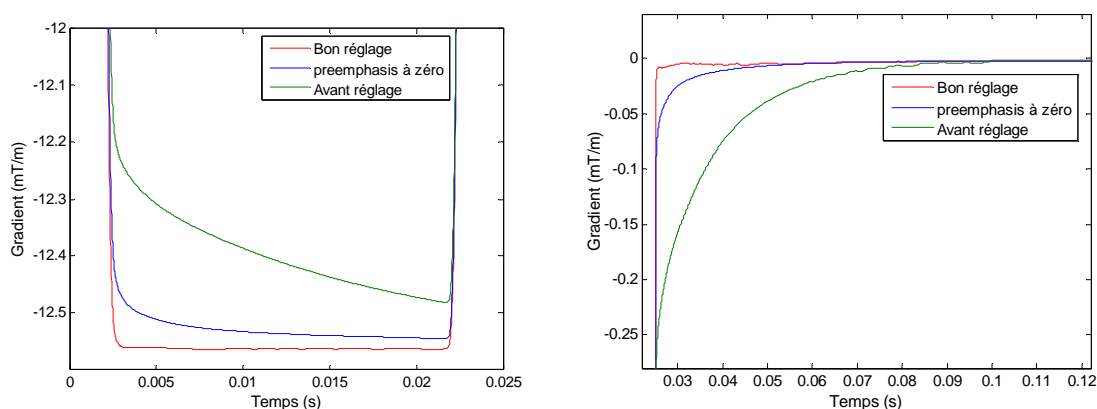 -12
-12.1
-12.2
-12.3
-12.4
-12.5
Gradient (mT/m)
0
0.005
0.01
0.015
0.02
0.025
Temps (s)
Bon réglage
preemphasis à zéro
Avant réglage
0
-0.05
-0.1
-0.15
-0.2
-0.25
Gradient (mT/m)
0.03
0.04
0.05
0.06
0.07
0.08
0.09
0.1
0.11
0.12
Temps (s)
Bon réglage
preemphasis à zéro
Avant réglage